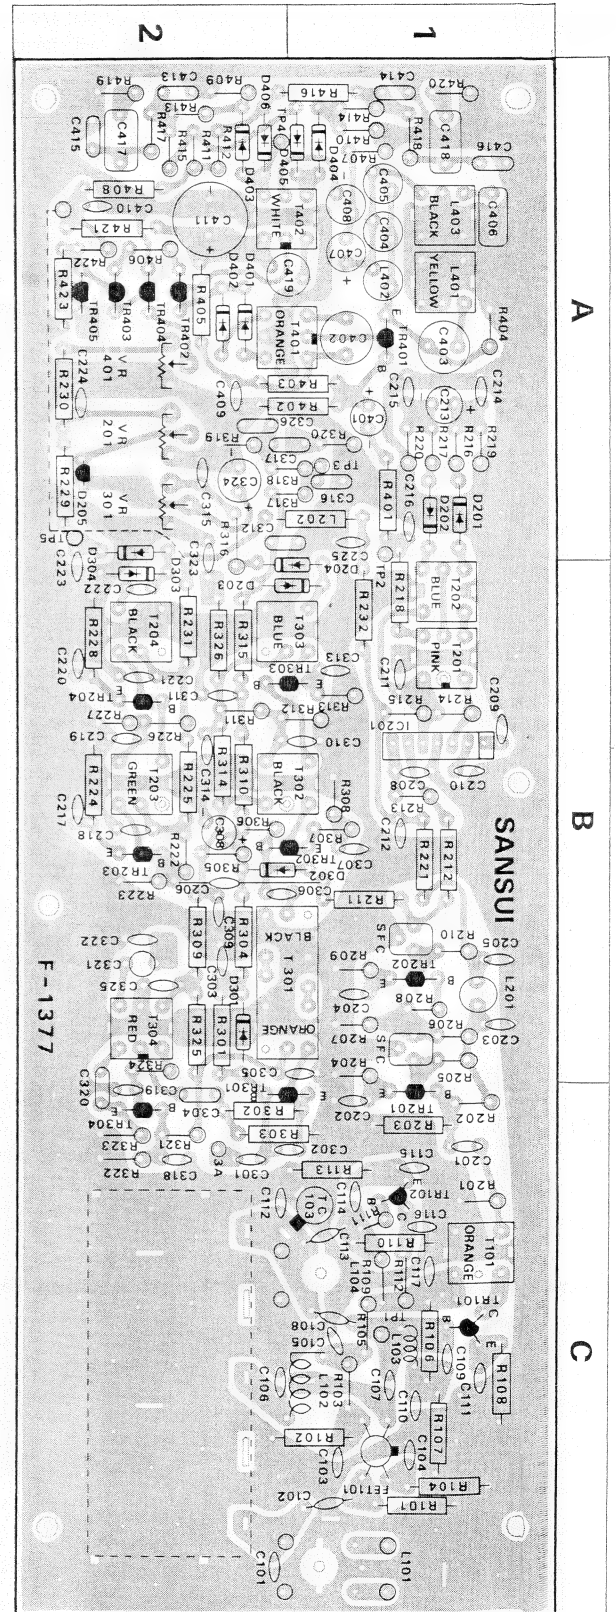 2
1
A
B
C
R419
C413
R409
D406
R416
C414
R420
R413
TP4
R414
R410
R418
C415
C417
R417
R415
R411
R412
D403
D405
D404
R407
C418
C416
R408
C410
C411
WHITE
T402
C408
C405
BLACK
L403
C406
R421
R422
R406
D402
D401
C419
C407
C404
L402
YELLOW
L401
R423
TR405
TR403
TR404
TR402
R405
ORANGE
T401
C402
E
TR401
B
C403
R404
C224
R230
VR
401
C409
R403
R402
C215
C401
C213
C214
VR
201
R319
C326
C317
R320
R220
R217
R216
R219
R229
D205
VR
301
C315
C324
R318
R317
TP3
C316
C216
R401
D202
D201
TP5
C223
D304
D303
C323
R316
C312
L202
C225
TP2
C222
D203
D204
R232
R218
T202
BLUE
R228
T204
BLACK
R231
R326
R315
T303
BLUE
T201
PINK
C220
C221
TR303
C313
C211
E
TR204
B
C311
B
E
R313
R215
R214
C209
R227
R311
R312
IC201
C219
R226
C310
R224
T203
GREEN
R225
C314
R314
R310
T302
BLACK
R308
C208
C210
R213
C217
C218
C308
R306
R307
C212
SANSUI
E
B
TR203
R222
R305
B
TR302
E
C307
R221
R212
R223
C206
D302
C306
R211
C322
R309
C309
R304
BLACK
T301
ORANGE
SFC
R210
C205
C321
C303
R209
TR202
E
B
L201
C325
D301
C204
R208
F-1377
T304
RED
R325
R301
R207
R206
C203
SFC
R324
C305
R204
R205
C320
C319
C304
TR301
B
E
C202
E
TR201
B
R202
E
B
TR304
R302
R203
R323
R321
R303
C302
C201
R322
C318
3A
C301
R113
C115
R201
C112
TC
103
C114
R111
B
E
TR102
C
C116
C113
R110
T101
ORANGE
L104
R109
R112
C117
TR101
C108
C105
R105
TP1
L103
R106
B
C
E
C109
C111
R108
C106
L102
R103
C107
C110
R107
R102
C103
FET101
C104
R104
C102
R101
C101
L101